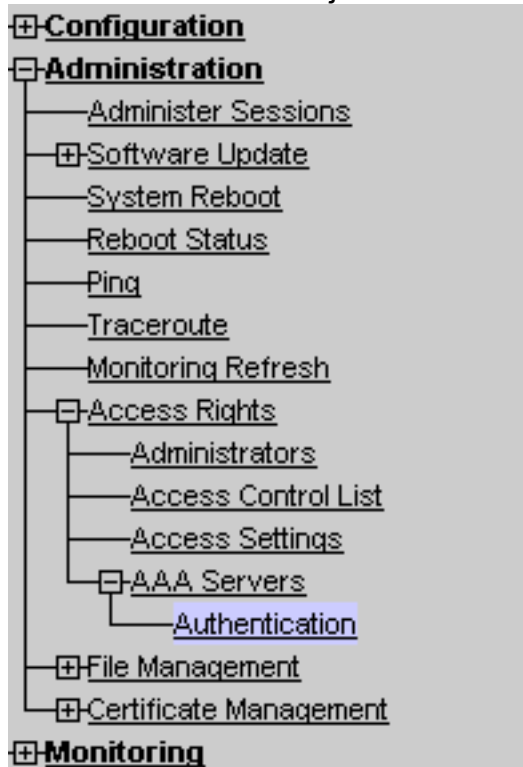 Configuration
Administration
Administer Sessions
Software Update
System Reboot
Reboot Status
Ping
Traceroute
Monitoring Refresh
Access Rights
Administrators
Access Control List
Access Settings
AAA Servers
Authentication
File Management
Certificate Management
Monitoring